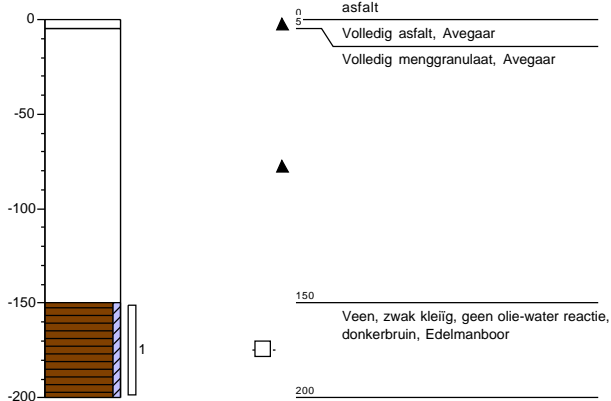 0
0
asfalt
5
Volledig asfalt, Avegaar
Volledig menggranulaat, Avegaar
-50
-100
-150
150
Veen, zwak kleiïg, geen olie-water reactie,
donkerbruin, Edelmanboor
1
-200
200